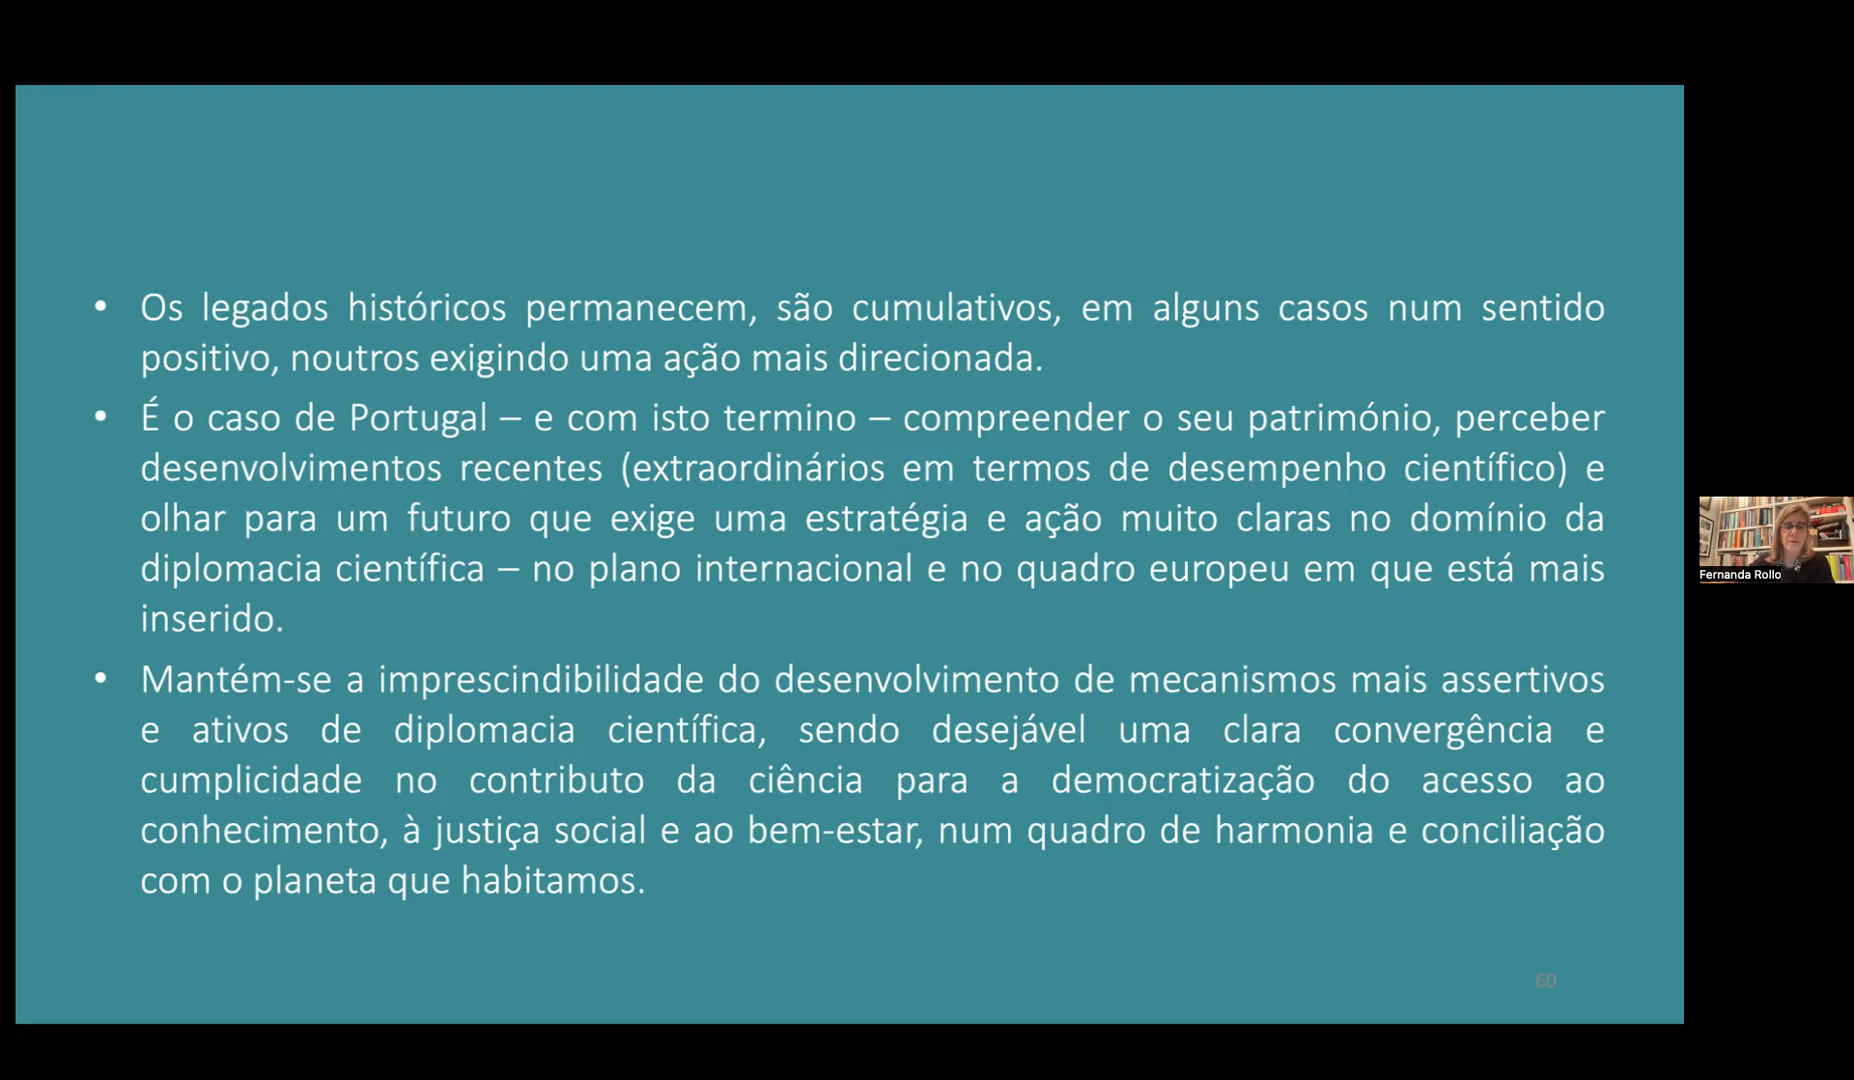 • Os legados históricos permanecem, são cumulativos, em alguns casos num sentido
positivo, noutros exigindo uma ação mais direcionada.
• É o caso de Portugal – e com isto termino – compreender o seu património, perceber
desenvolvimentos recentes (extraordinários em termos de desempenho científico) e
olhar para um futuro que exige uma estratégia e ação muito claras no domínio da
diplomacia científica – no plano internacional e no quadro europeu em que está mais
inserido.
• Mantém-se a imprescindibilidade do desenvolvimento de mecanismos mais assertivos
e ativos de diplomacia científica, sendo desejável uma clara convergência e
cumplicidade no contributo da ciência para a democratização do acesso ao
conhecimento, à justiça social e ao bem-estar, num quadro de harmonia e conciliação
com o planeta que habitamos.
60
Fernanda Rollo